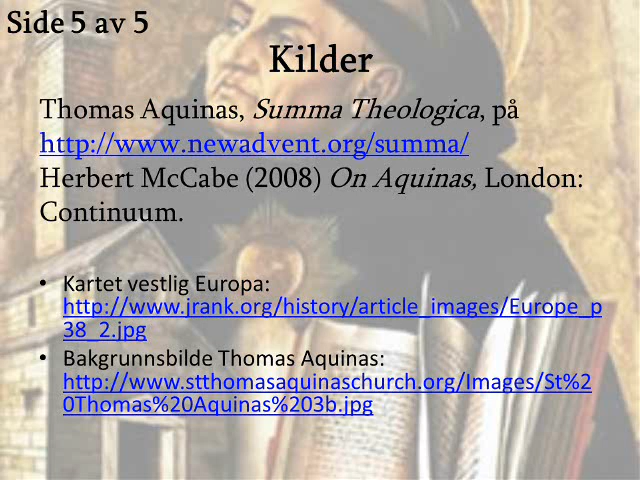 Side 5 av 5
Kilder
Thomas Aquinas, Summa Theologica, på
http://www.newadvent.org/summa/
Herbert McCabe (2008) On Aquinas, London:
Continuum.
• Kartet vestlig Europa:
http://www.jrank.org/history/article_images/Europe_p
38_2.jpg
• Bakgrunnsbilde Thomas Aquinas:
http://www.stthomasaquinaschurch.org/Images/St%2
0Thomas%20Aquinas%203b.jpg